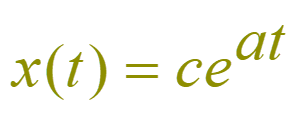 x(t) = ce^{at}